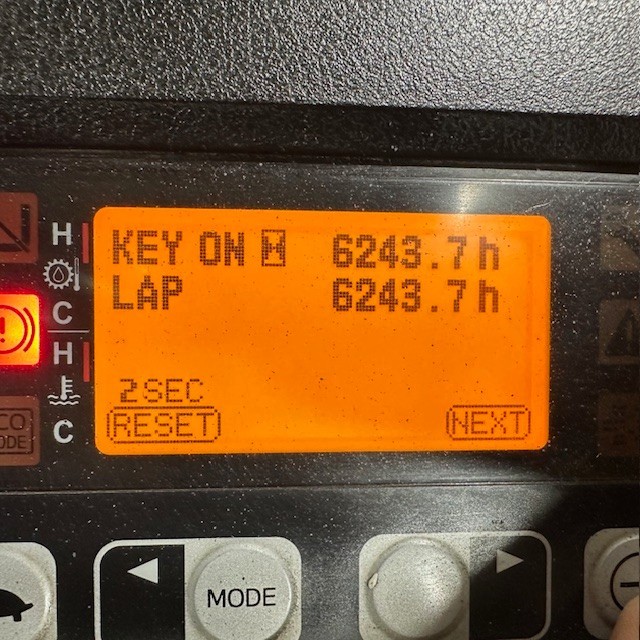 KEY ON H 6243.7h
LAP 6243.7h
2SEC
RESET NEXT
H
C
H
C
MODE